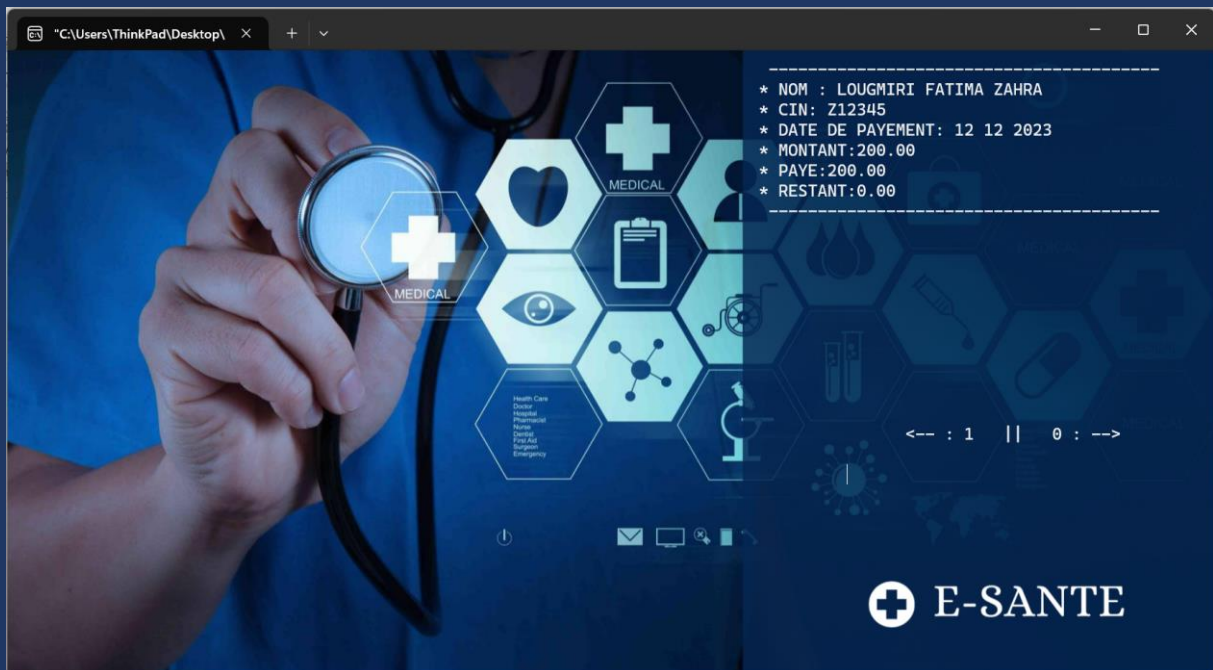 "C:\Users\ThinkPad\Desktop\
* NOM : LOUGMIRI FATIMA ZAHRA
* CIN: Z12345
* DATE DE PAYEMENT: 12 12 2023
* MONTANT:200.00
* PAYE:200.00
* RESTANT:0.00
MEDICAL
MEDICAL
Health Care
Doctor
Hospital
Pharmacist
Nurse
Dentist
First Aid
Surgeon
Emergency
<-- : 1 || 0 : -->
E-SANTE